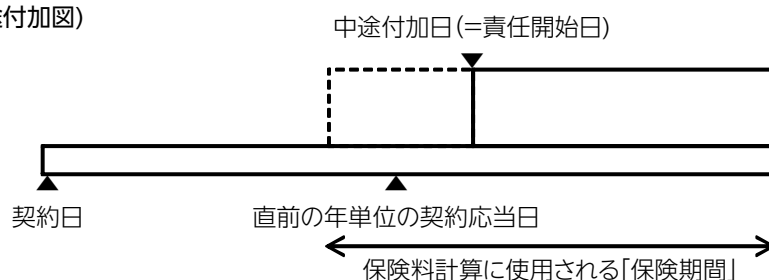 付加図)
中途付加日(=責任開始日)
契約日
直前の年単位の契約応当日
保険料計算に使用される「保険期間」